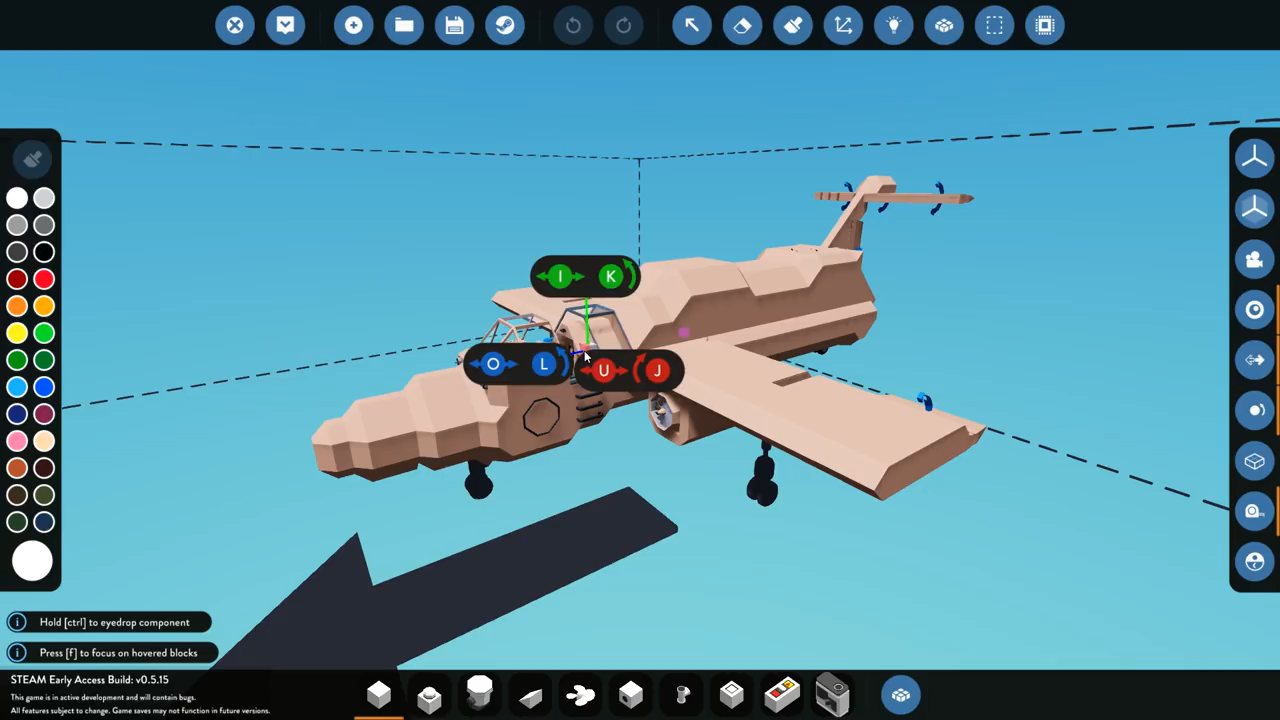 I K
O L
U J
Hold [ctrl] to eyedrop component
Press [f] to focus on hovered blocks
STEAM Early Access Build: v0.5.15
This game is in active development and will contain bugs.
All features subject to change. Game saves may not function in future versions.